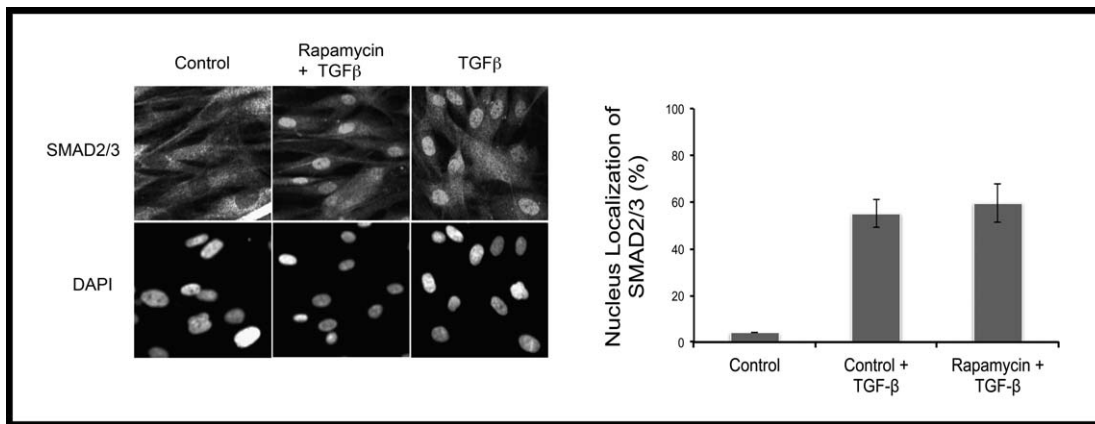 Control
Rapamycin
+ TGFβ
TGFβ
SMAD2/3
DAPI
Nucleus Localization of
SMAD2/3 (%)
100
80
60
40
20
0
Control
Control +
TGF-β
Rapamycin +
TGF-β